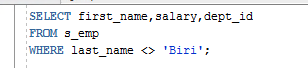 SELECT first_name,salary,dept_id
FROM s_emp
WHERE last_name <> 'Biri';